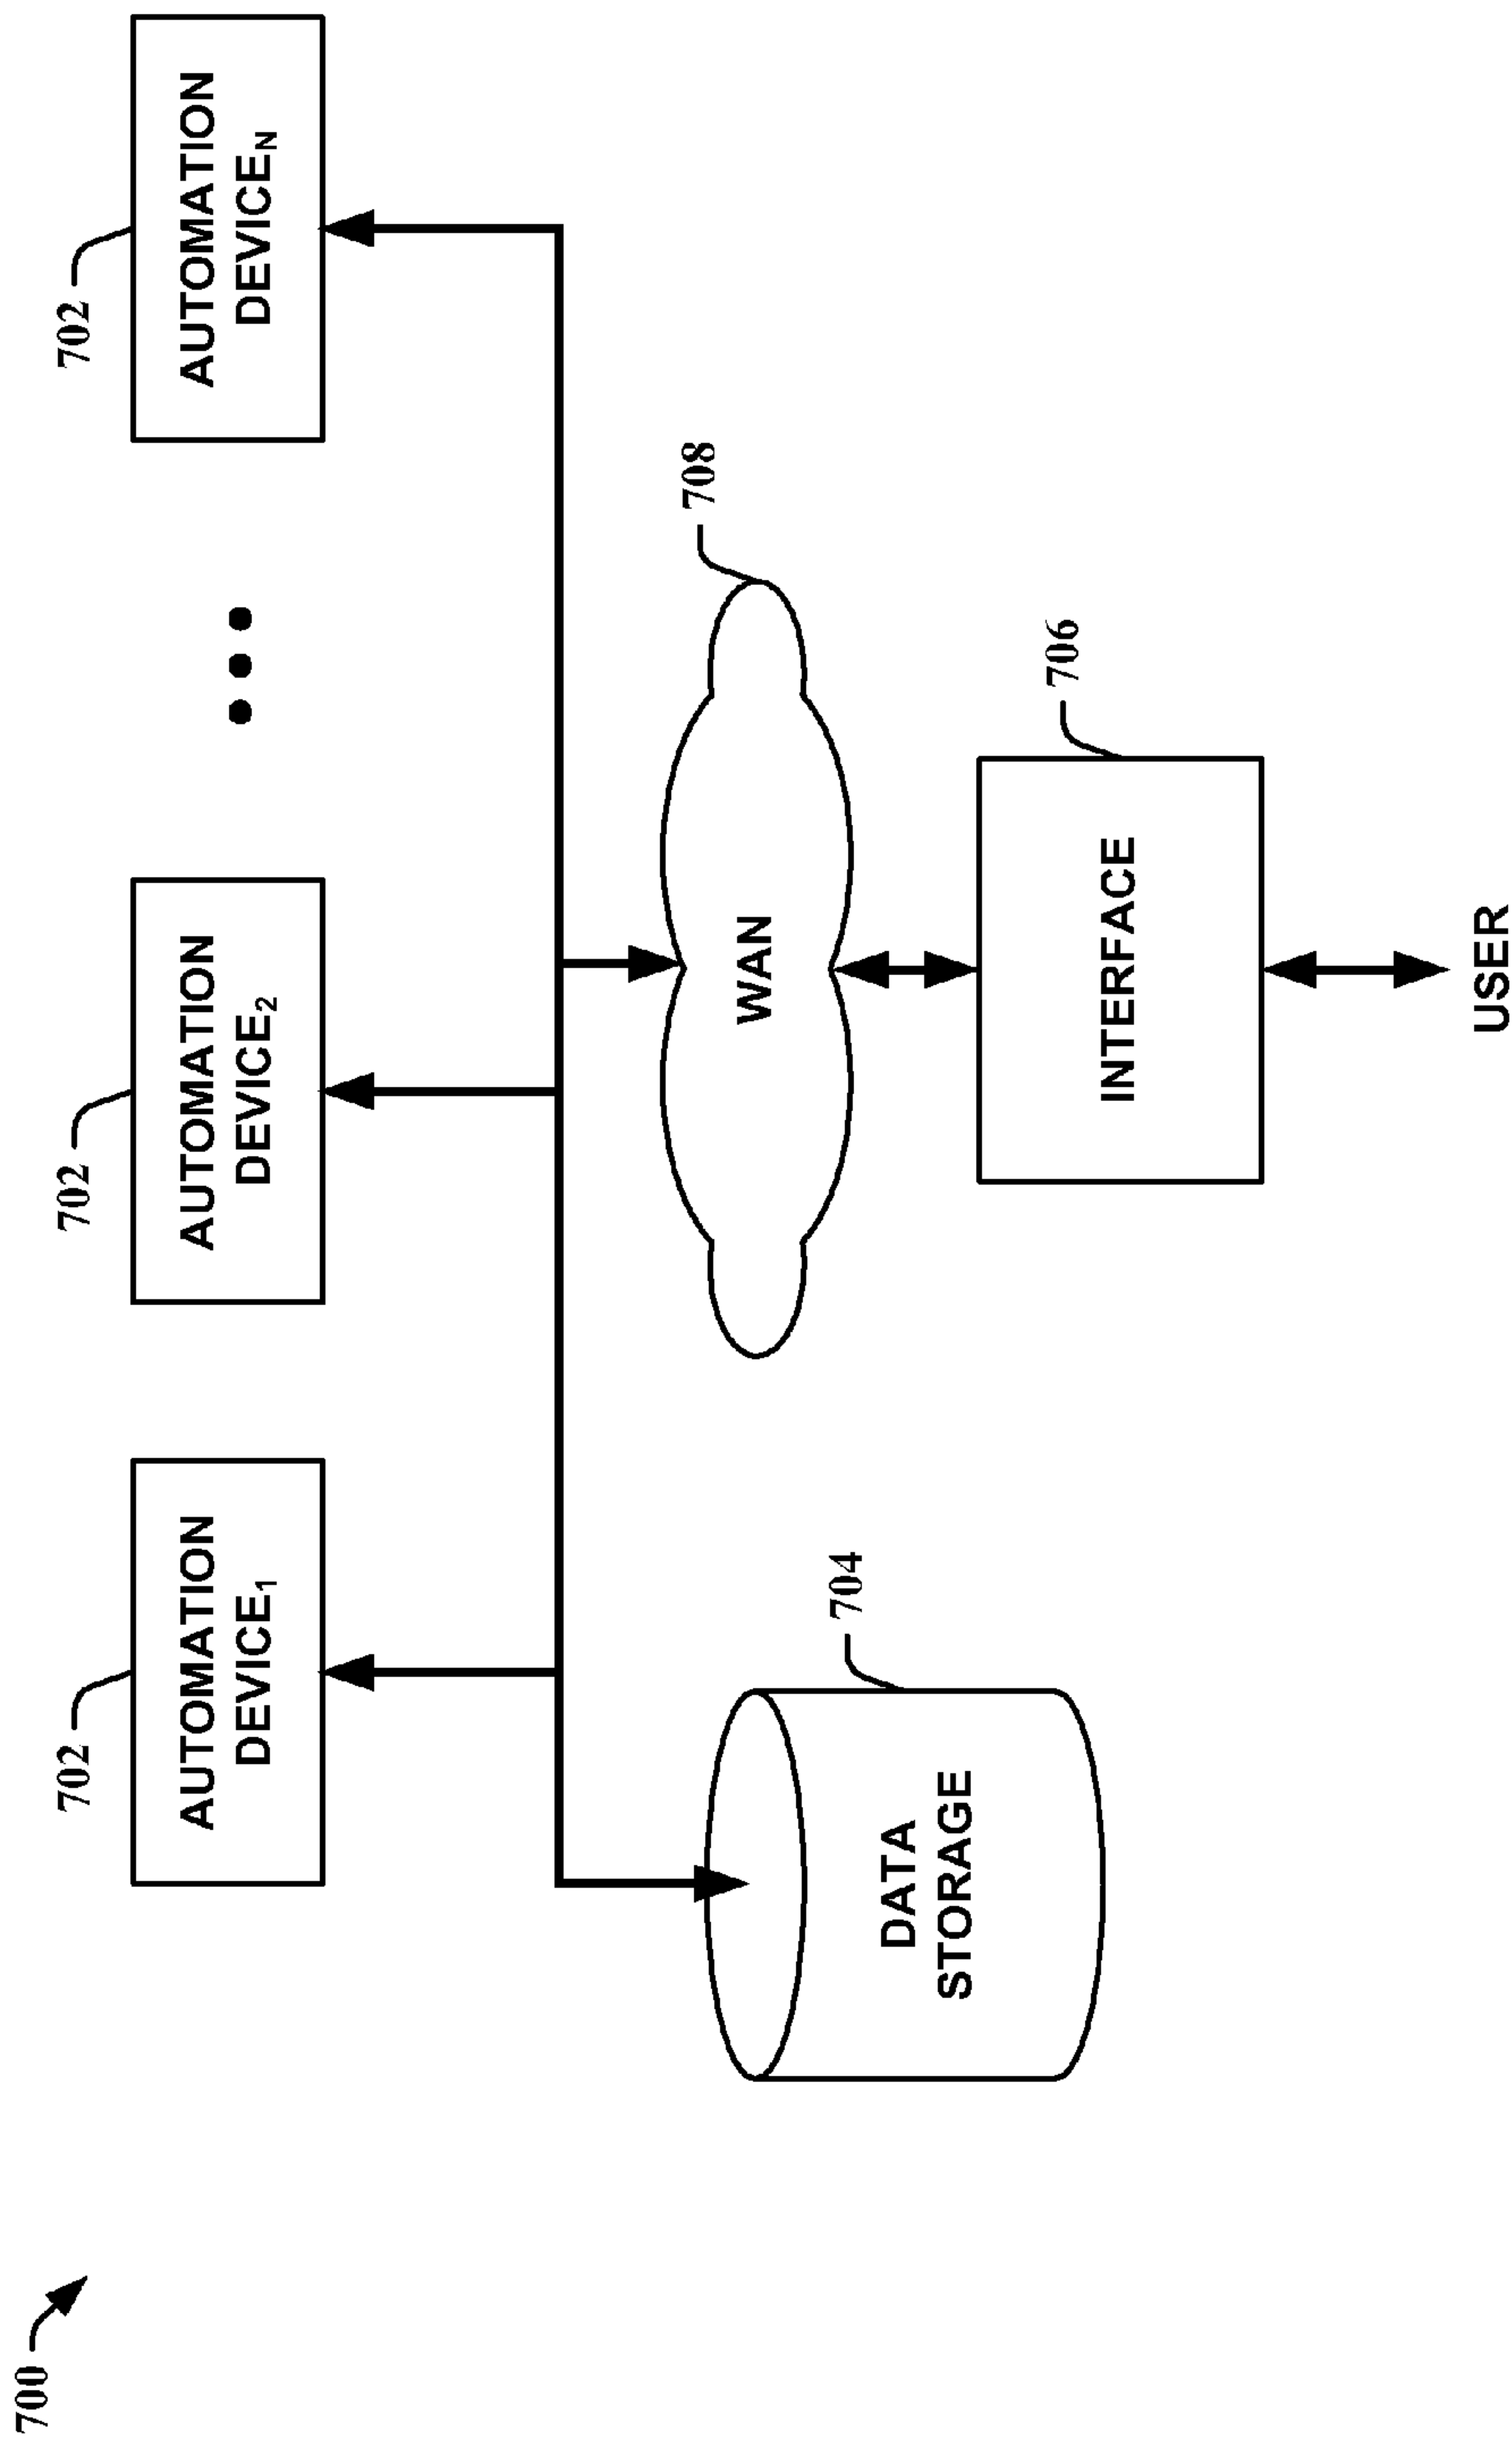 700
702
702
702
AUTOMATION
DEVICE1
AUTOMATION
DEVICE2
AUTOMATION
DEVICEN
708
WAN
704
DATA
STORAGE
706
INTERFACE
USER